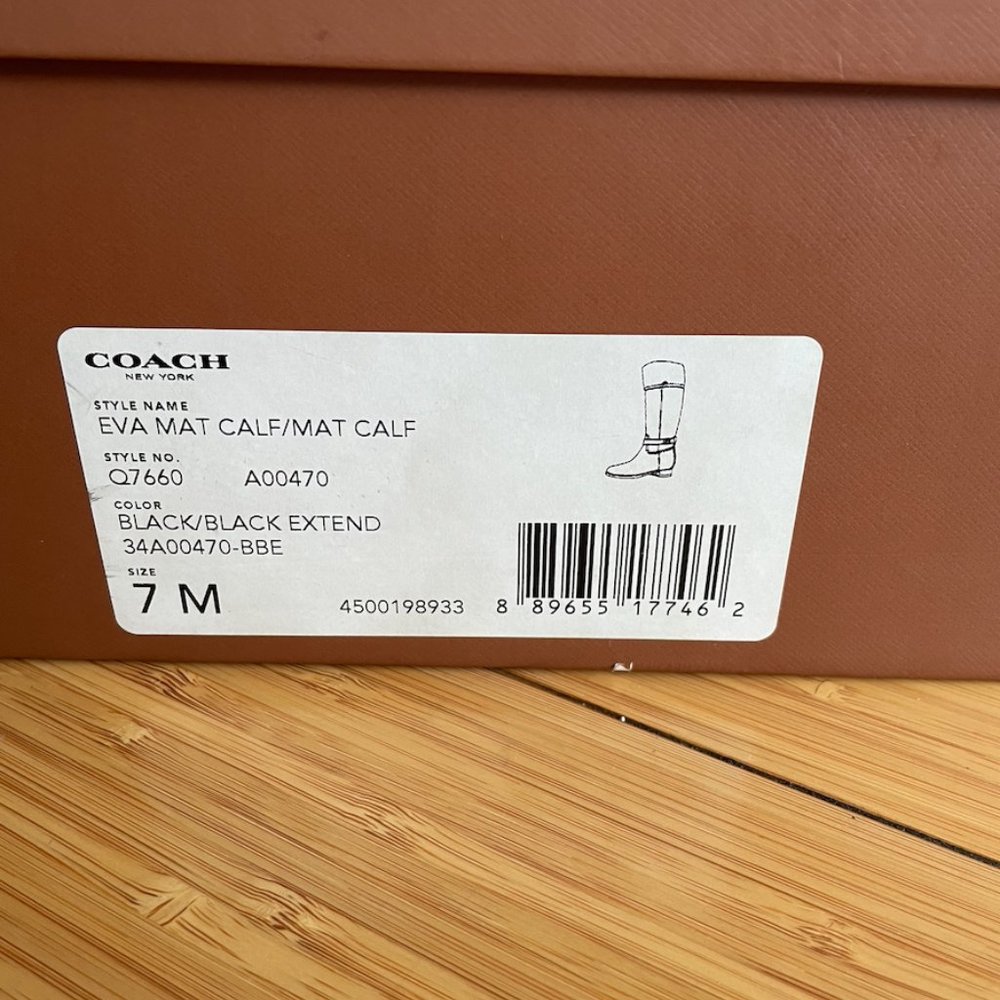 COACH
NEW YORK
STYLE NAME
EVA MAT CALF/MAT CALF
STYLE NO.
Q7660 A00470
COLOR
BLACK/BLACK EXTEND
34A00470-BBE
SIZE
7 M
4500198933
8 89655 17746 2